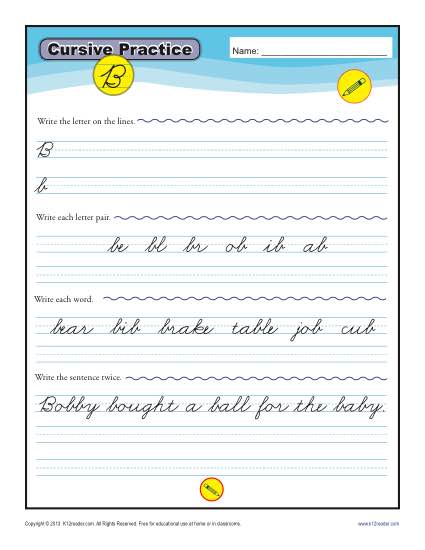 Cursive Practice
Name:
B
Write the letter on the lines.
B
b
Write each letter pair.
be bl br ob ib ab
Write each word.
bear bib brake table job cub
Write the sentence twice.
Bobby bought a ball for the baby.
Copyright © 2013 K12reader.com. All Rights Reserved. Free for educational use at home or in classrooms.
www.k12reader.com